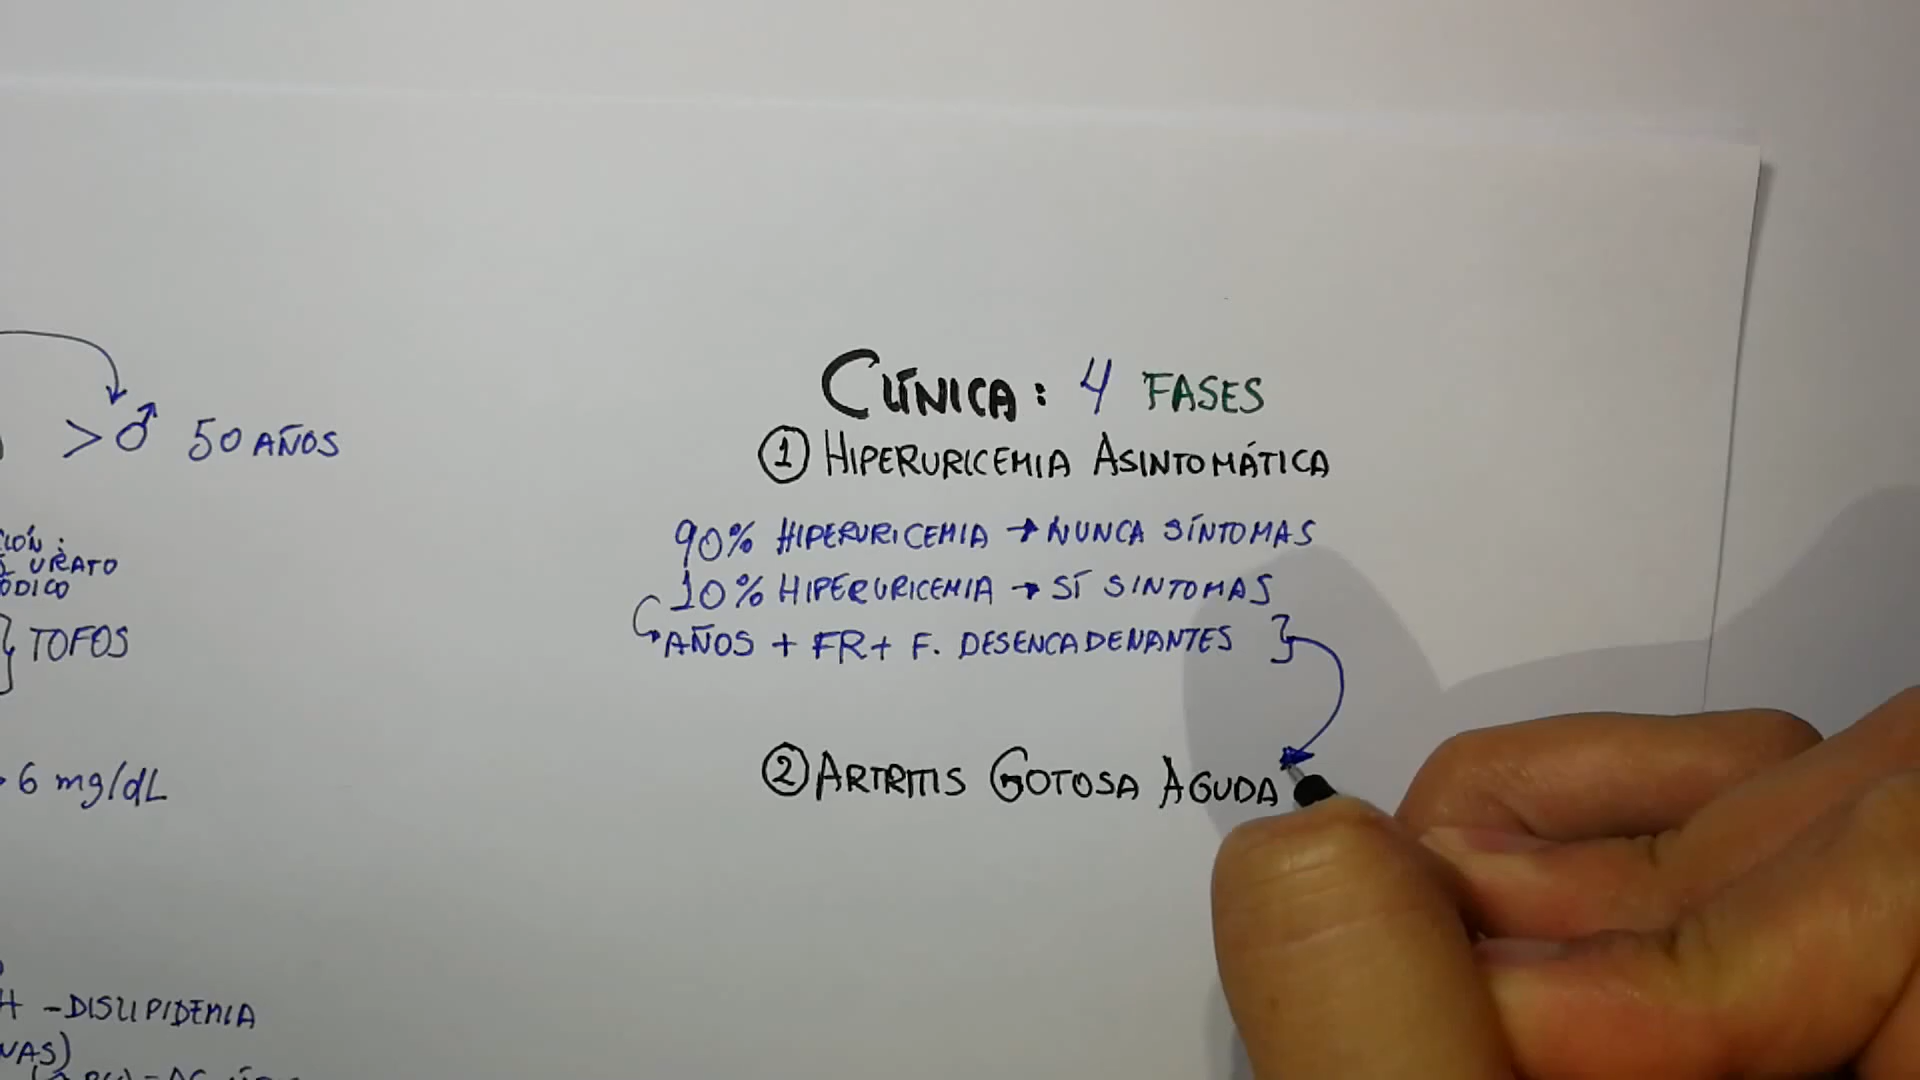 > ♂ 50 AÑOS
URATO
} TOFOS
6 mg/dL
- DISLIPIDEMIA
CLÍNICA: 4 FASES
① HIPERURICEMIA ASINTOMÁTICA
90% HIPERURICEMIA → NUNCA SÍNTOMAS
10% HIPERURICEMIA → SÍ SINTOMAS
AÑOS + FR + F. DESENCADENANTES }
② ARTRITIS GOTOSA AGUDA